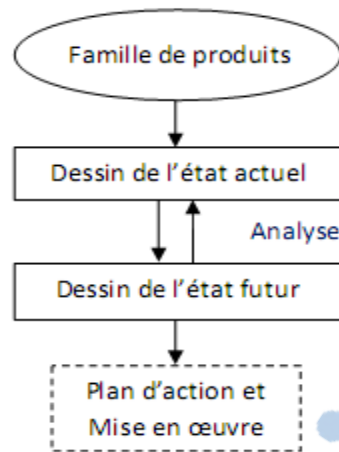 Famille de produits
Dessin de l'état actuel
Analyse
Dessin de l'état futur
Plan d'action et
Mise en œuvre